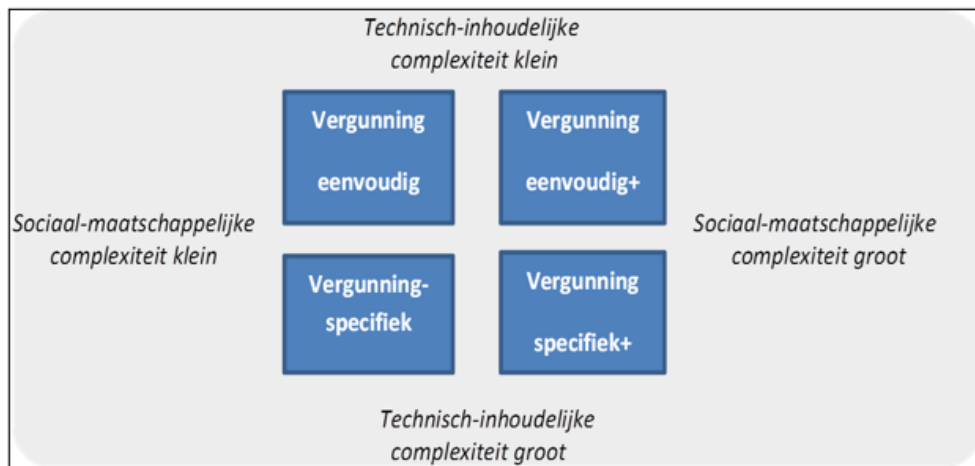 Technisch-inhoudelijke
complexiteit klein
Vergunning
eenvoudig
Vergunning
eenvoudig+
Sociaal-maatschappelijke
complexiteit klein
Sociaal-maatschappelijke
complexiteit groot
Vergunning-
specifiek
Vergunning
specifiek+
Technisch-inhoudelijke
complexiteit groot